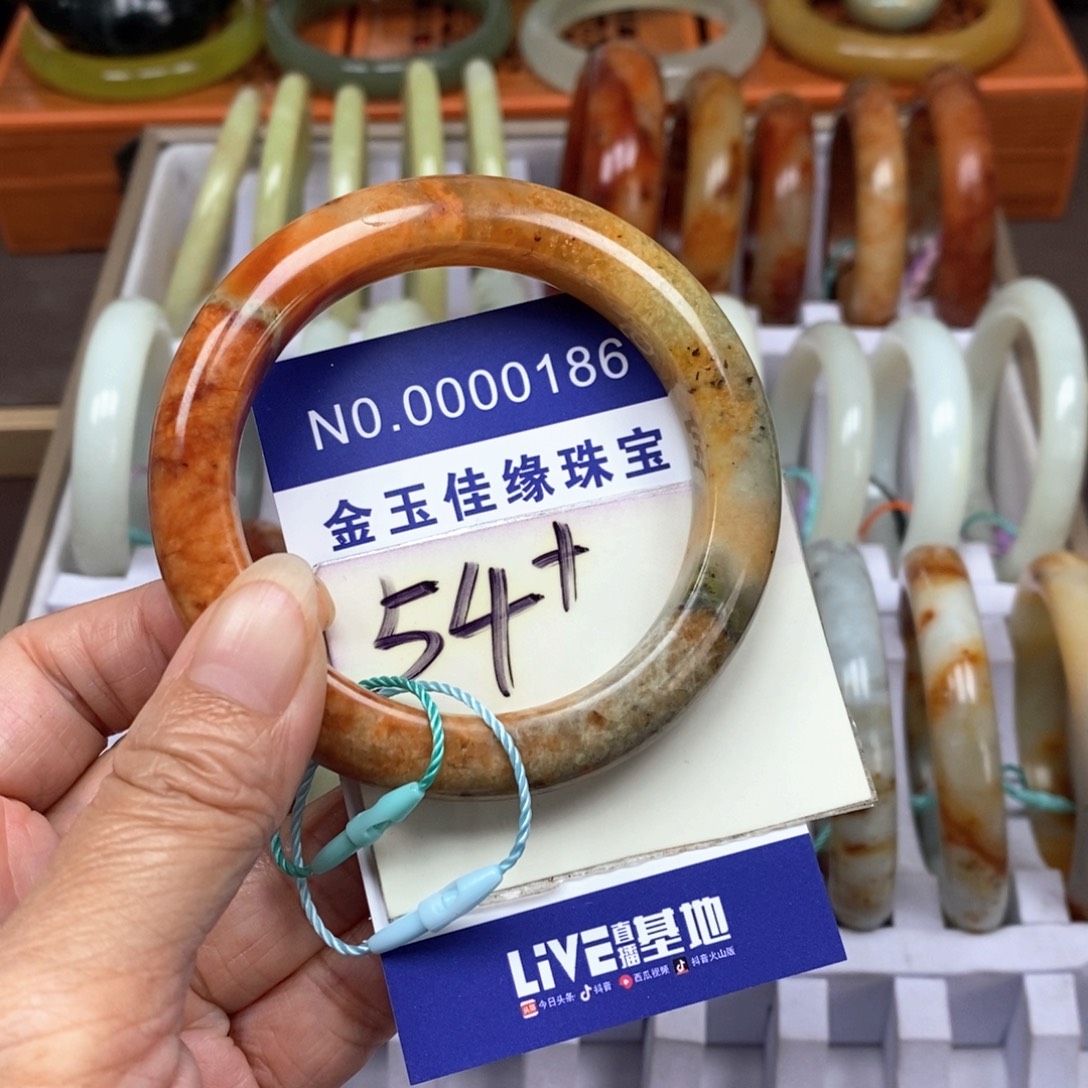 NO.0000186
金玉佳缘珠宝
54+
LiVE直播基地
今日头条 抖音 西瓜视频 抖音火山版